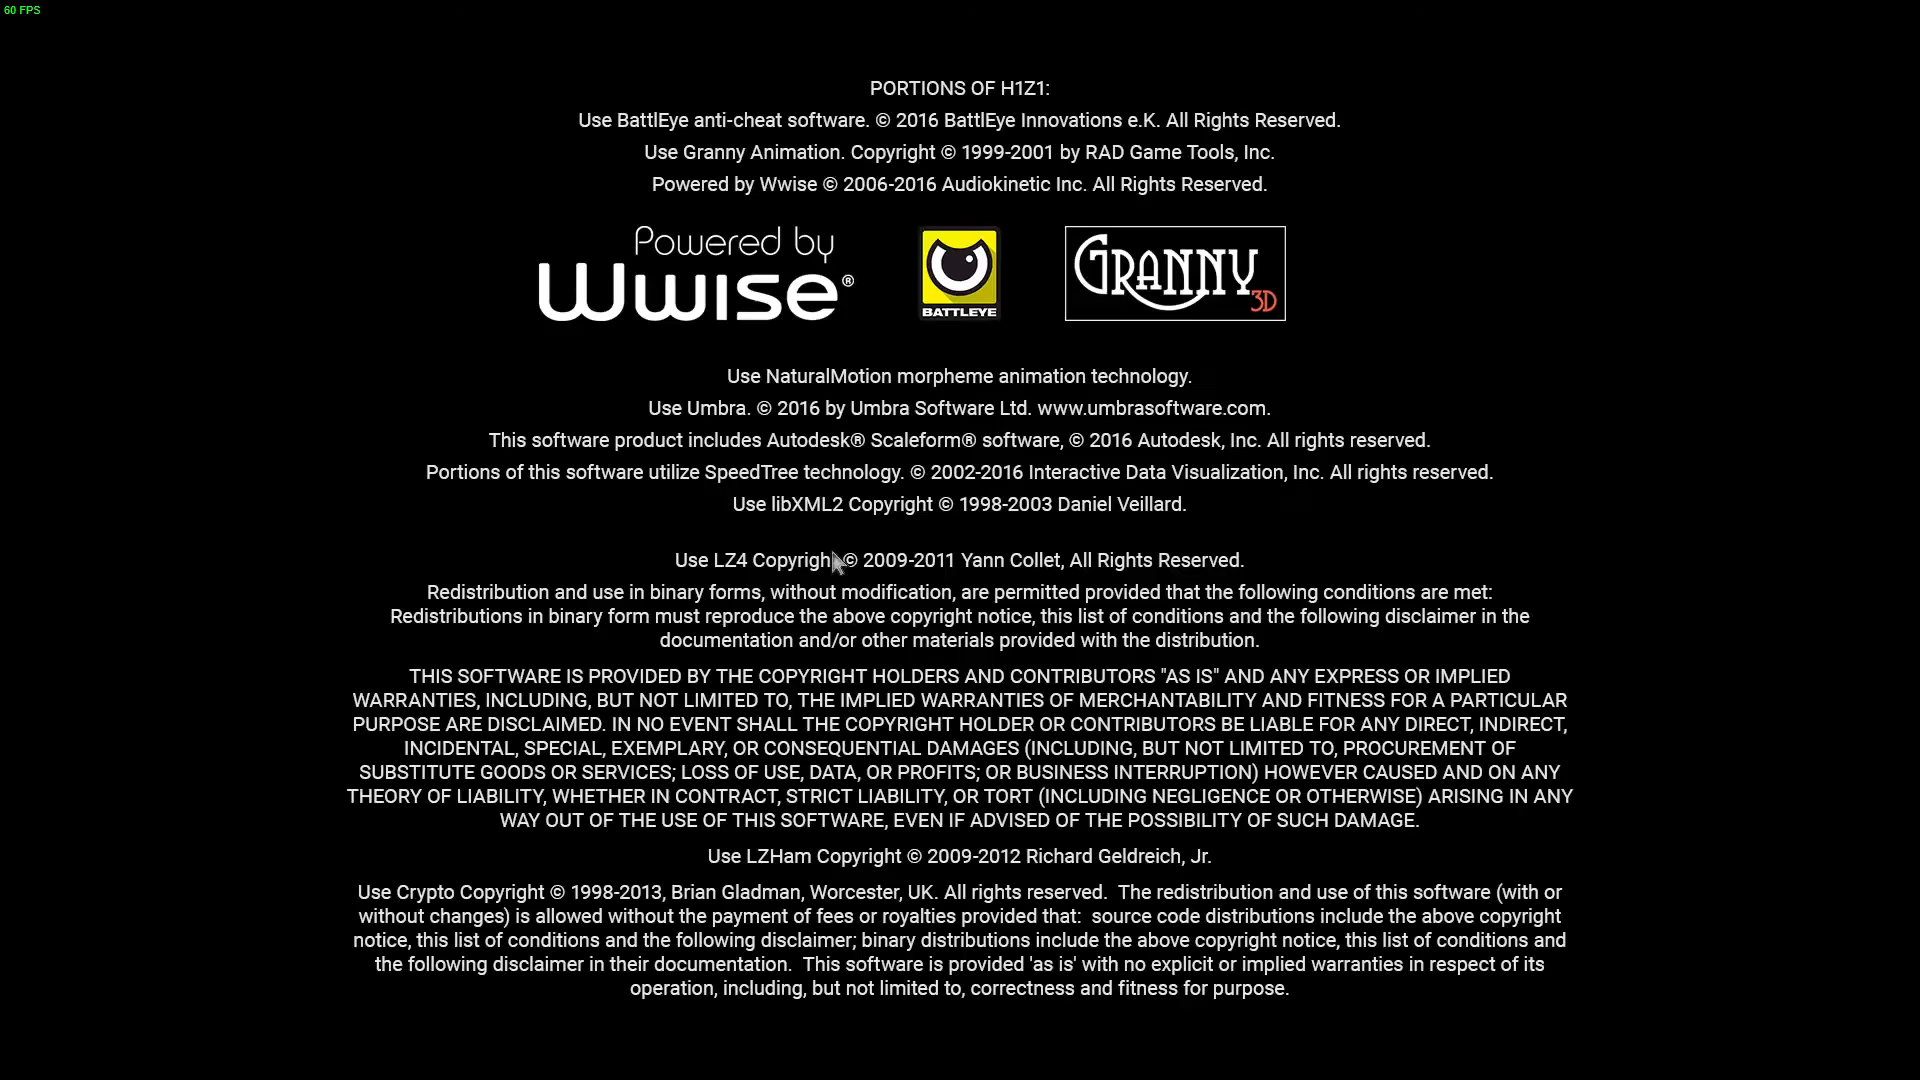 60 FPS
PORTIONS OF H1Z1:
Use BattlEye anti-cheat software. © 2016 BattlEye Innovations e.K. All Rights Reserved.
Use Granny Animation. Copyright © 1999-2001 by RAD Game Tools, Inc.
Powered by Wwise © 2006-2016 Audiokinetic Inc. All Rights Reserved.
Powered by
Wwise®
BATTLEYE
GRANNY 3D
Use NaturalMotion morpheme animation technology.
Use Umbra. © 2016 by Umbra Software Ltd. www.umbrasoftware.com.
This software product includes Autodesk® Scaleform® software, © 2016 Autodesk, Inc. All rights reserved.
Portions of this software utilize SpeedTree technology. © 2002-2016 Interactive Data Visualization, Inc. All rights reserved.
Use libXML2 Copyright © 1998-2003 Daniel Veillard.
Use LZ4 Copyright © 2009-2011 Yann Collet, All Rights Reserved.
Redistribution and use in binary forms, without modification, are permitted provided that the following conditions are met:
Redistributions in binary form must reproduce the above copyright notice, this list of conditions and the following disclaimer in the
documentation and/or other materials provided with the distribution.
THIS SOFTWARE IS PROVIDED BY THE COPYRIGHT HOLDERS AND CONTRIBUTORS "AS IS" AND ANY EXPRESS OR IMPLIED
WARRANTIES, INCLUDING, BUT NOT LIMITED TO, THE IMPLIED WARRANTIES OF MERCHANTABILITY AND FITNESS FOR A PARTICULAR
PURPOSE ARE DISCLAIMED. IN NO EVENT SHALL THE COPYRIGHT HOLDER OR CONTRIBUTORS BE LIABLE FOR ANY DIRECT, INDIRECT,
INCIDENTAL, SPECIAL, EXEMPLARY, OR CONSEQUENTIAL DAMAGES (INCLUDING, BUT NOT LIMITED TO, PROCUREMENT OF
SUBSTITUTE GOODS OR SERVICES; LOSS OF USE, DATA, OR PROFITS; OR BUSINESS INTERRUPTION) HOWEVER CAUSED AND ON ANY
THEORY OF LIABILITY, WHETHER IN CONTRACT, STRICT LIABILITY, OR TORT (INCLUDING NEGLIGENCE OR OTHERWISE) ARISING IN ANY
WAY OUT OF THE USE OF THIS SOFTWARE, EVEN IF ADVISED OF THE POSSIBILITY OF SUCH DAMAGE.
Use LZHam Copyright © 2009-2012 Richard Geldreich, Jr.
Use Crypto Copyright © 1998-2013, Brian Gladman, Worcester, UK. All rights reserved.  The redistribution and use of this software (with or
without changes) is allowed without the payment of fees or royalties provided that:  source code distributions include the above copyright
notice, this list of conditions and the following disclaimer; binary distributions include the above copyright notice, this list of conditions and
the following disclaimer in their documentation.  This software is provided 'as is' with no explicit or implied warranties in respect of its
operation, including, but not limited to, correctness and fitness for purpose.